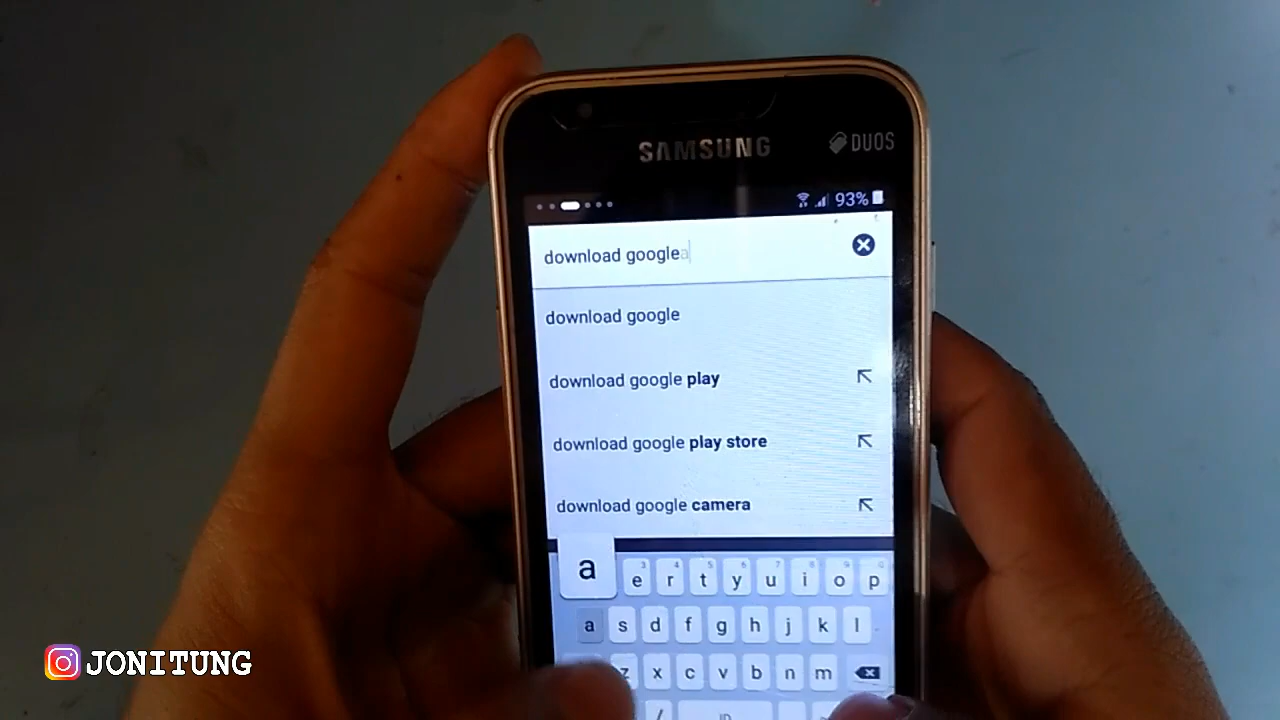 SAMSUNG DUOS
93%
download googlea
download google
download google play
download google play store
download google camera
a
e r t y u i o p
a s d f g h j k l
z x c v b n m
/
JONITUNG